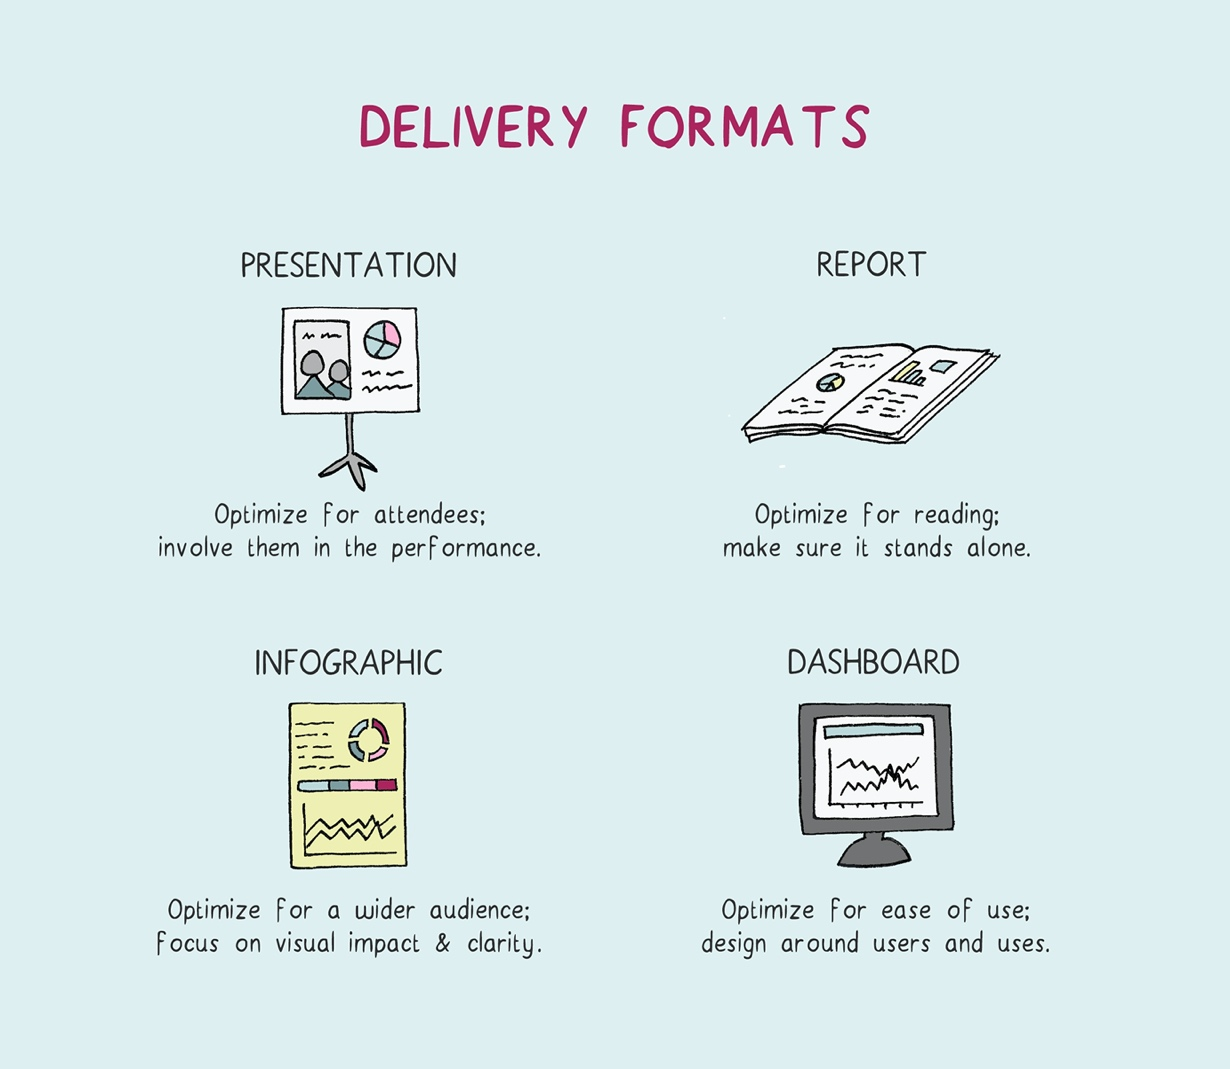 DELIVERY FORMATS
PRESENTATION
Optimize for attendees;
involve them in the performance.
REPORT
Optimize for reading;
make sure it stands alone.
INFOGRAPHIC
Optimize for a wider audience;
focus on visual impact & clarity.
DASHBOARD
Optimize for ease of use;
design around users and uses.